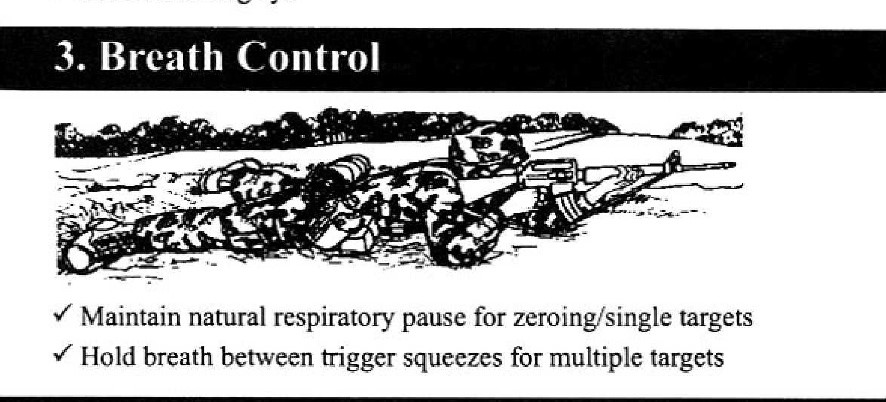 3. Breath Control
✓ Maintain natural respiratory pause for zeroing/single targets
✓ Hold breath between trigger squeezes for multiple targets